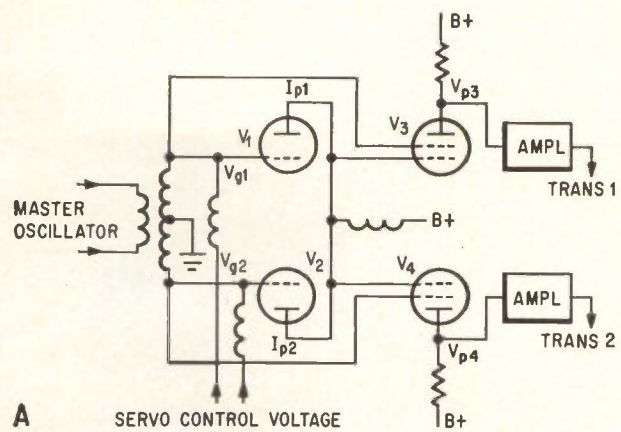 B+
Ip1
Vp3
V1
V3
AMPL
Vg1
TRANS 1
MASTER
OSCILLATOR
B+
Vg2
V2
V4
AMPL
Ip2
TRANS 2
Vp4
A
SERVO CONTROL VOLTAGE
B+